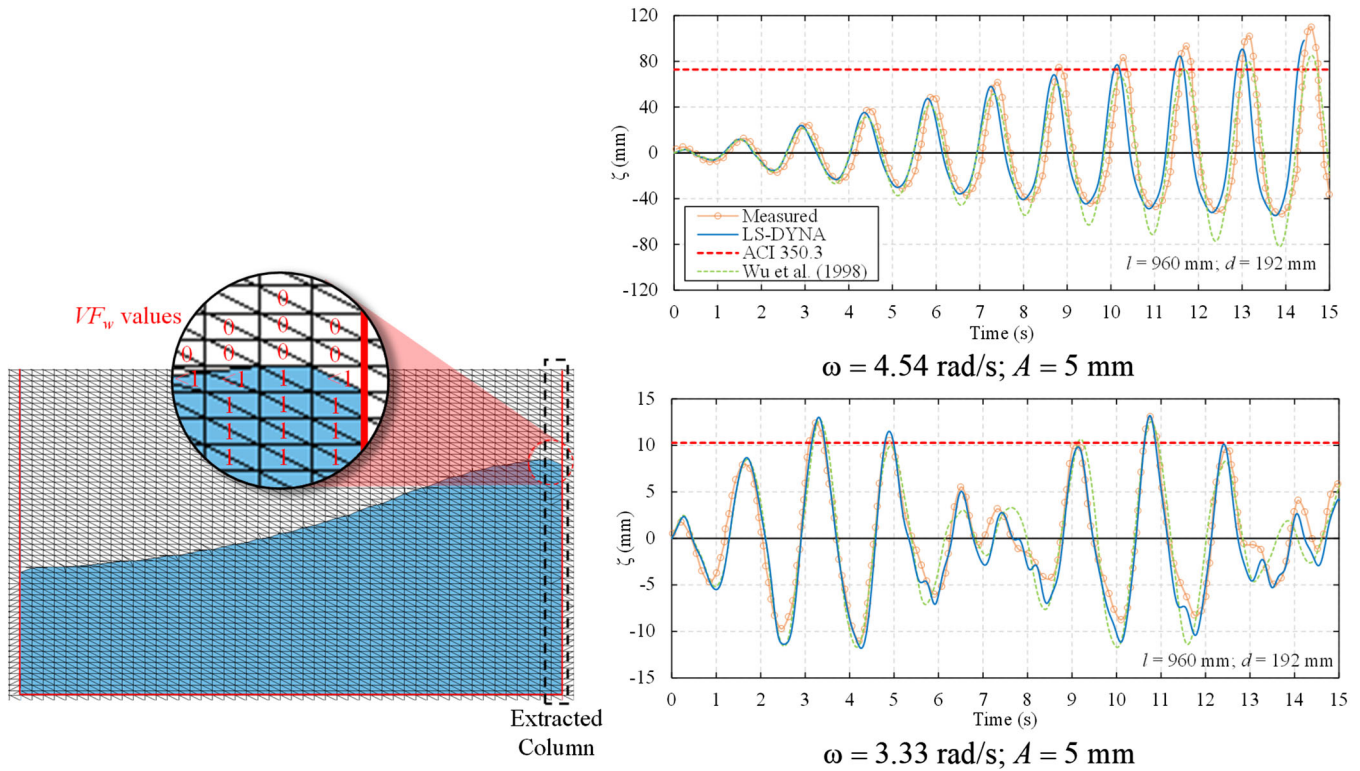 VF_w values
0
0 0 0
0 0 0 0
1 1 1 1
1 1 1
1 1 1
1 1 1
Extracted
Column
120
80
40
0
-40
-80
-120
ζ (mm)
Measured
LS-DYNA
ACI 350.3
Wu et al. (1998)
l = 960 mm; d = 192 mm
0 1 2 3 4 5 6 7 8 9 10 11 12 13 14 15
Time (s)
ω = 4.54 rad/s; A = 5 mm
15
10
5
0
-5
-10
-15
ζ (mm)
l = 960 mm; d = 192 mm
0 1 2 3 4 5 6 7 8 9 10 11 12 13 14 15
Time (s)
ω = 3.33 rad/s; A = 5 mm